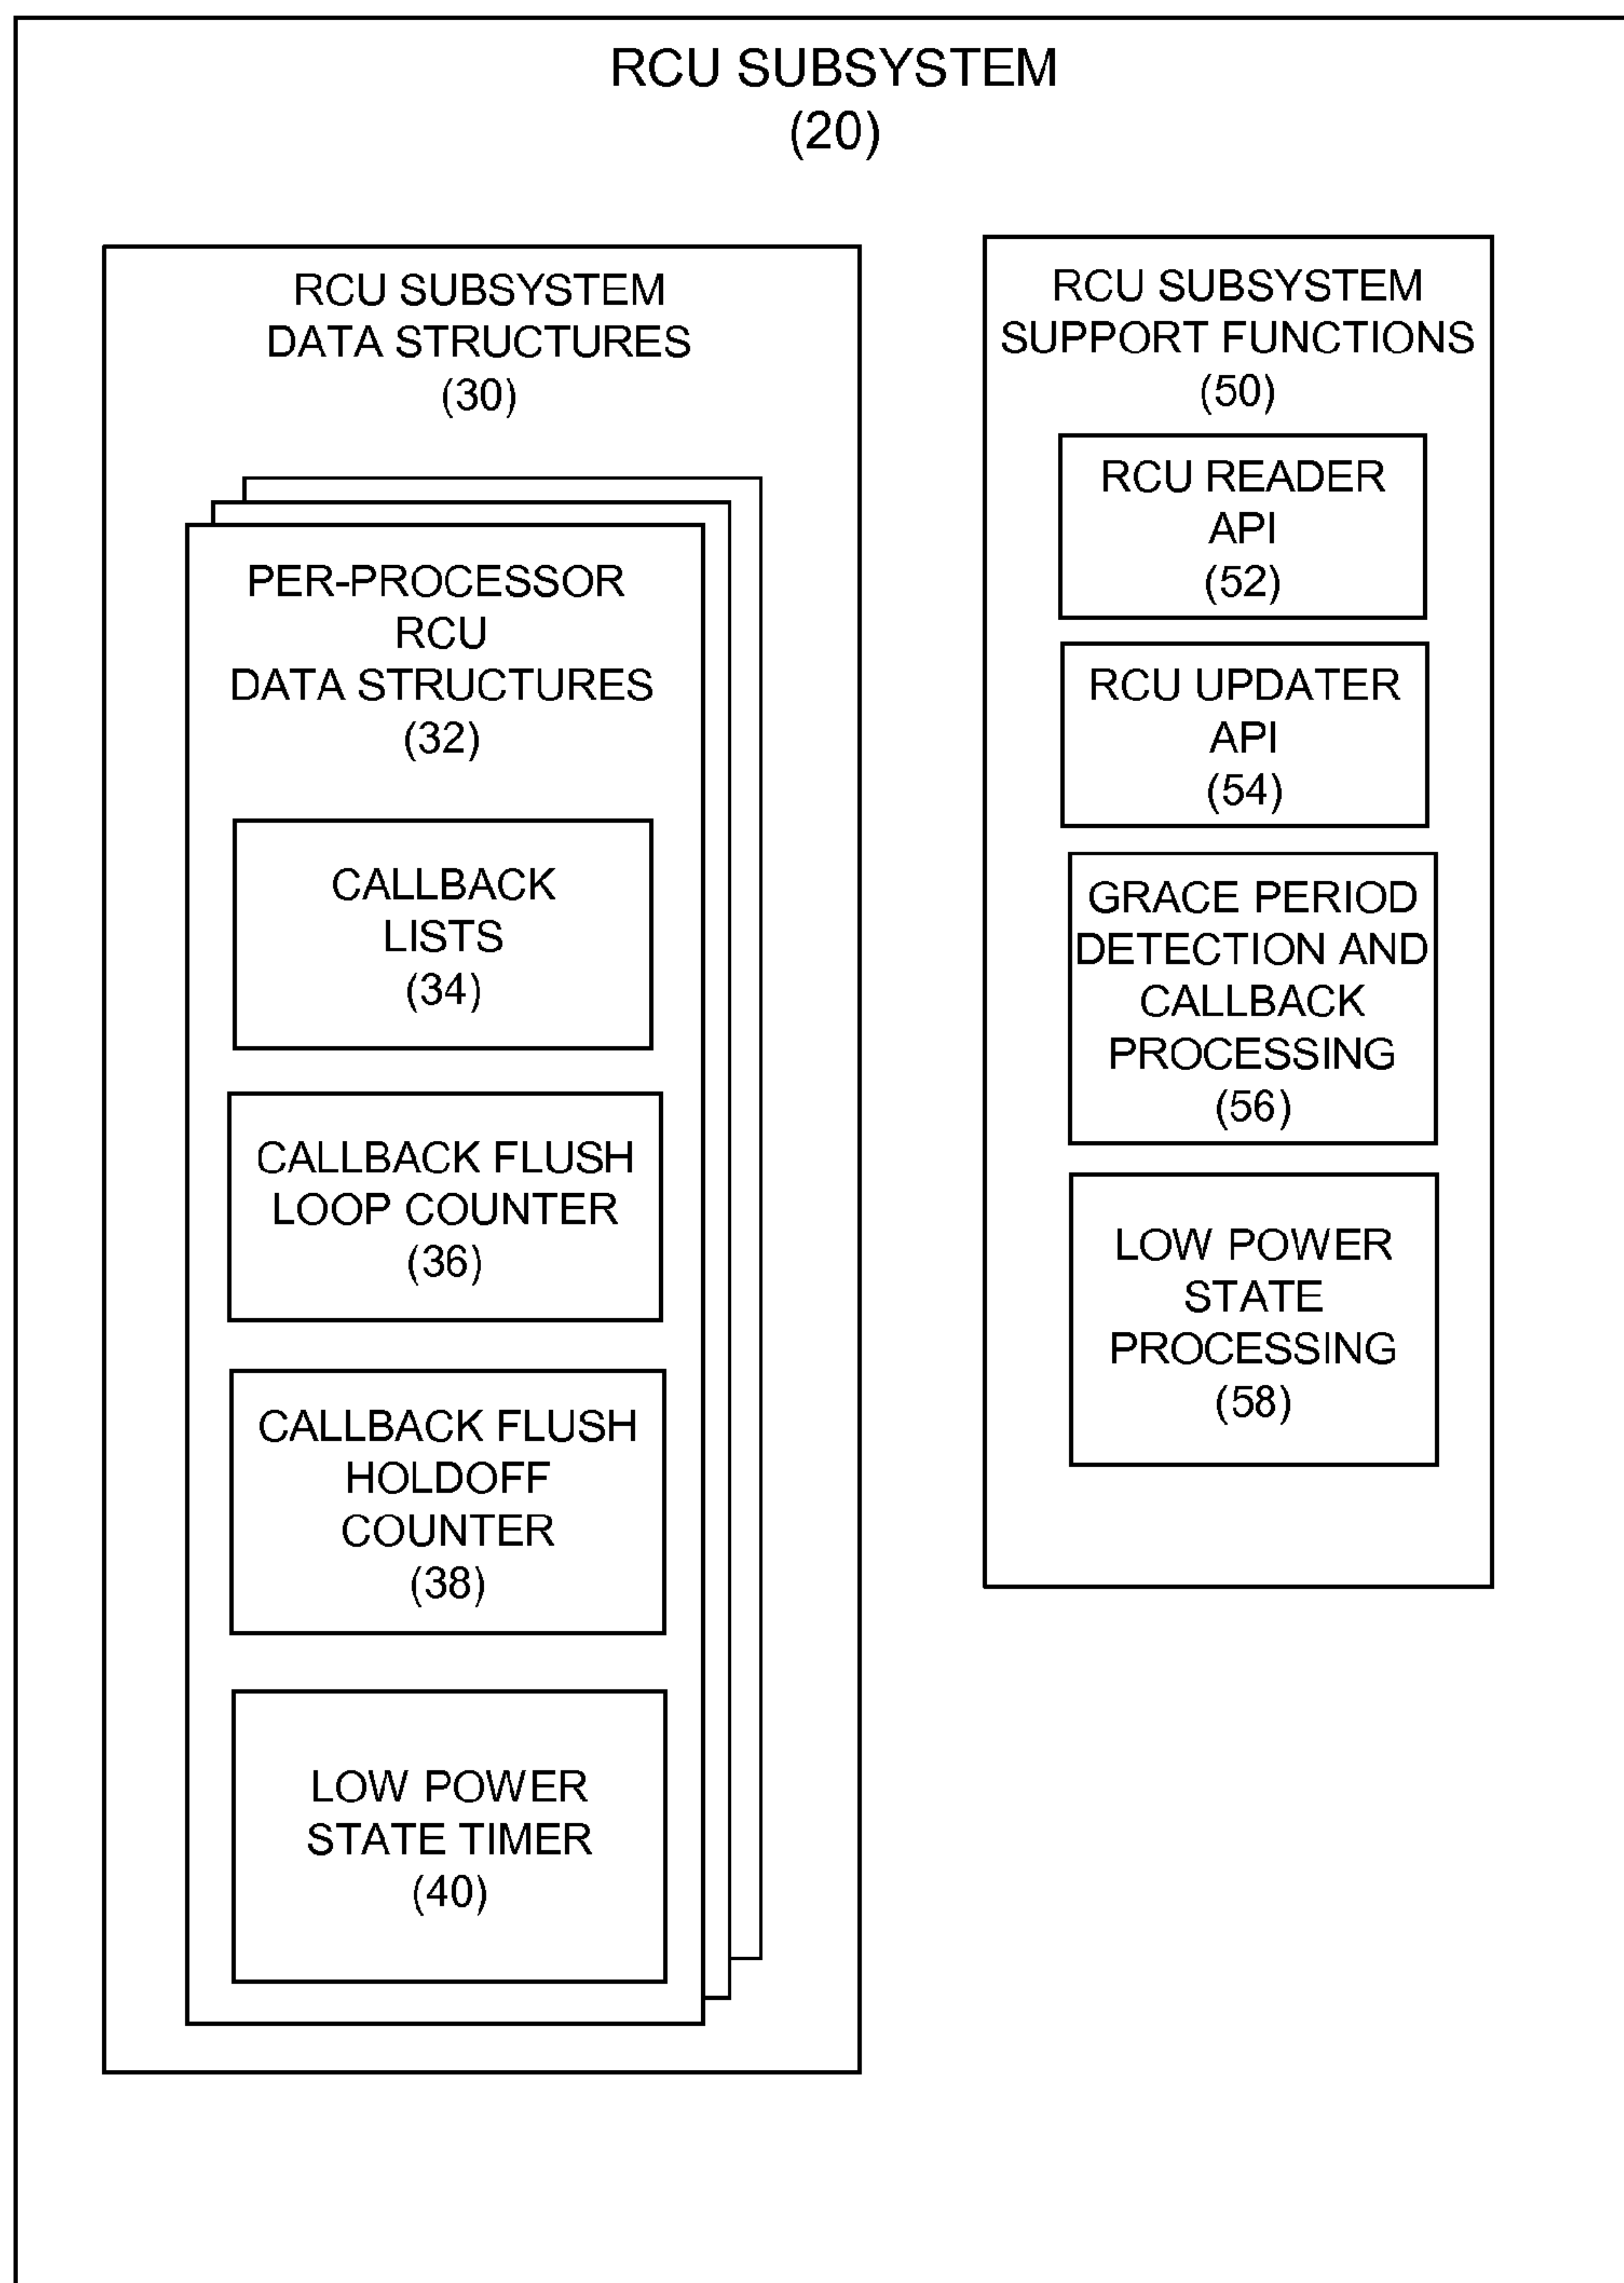 RCU SUBSYSTEM
(20)
RCU SUBSYSTEM
DATA STRUCTURES
(30)
PER-PROCESSOR
RCU
DATA STRUCTURES
(32)
CALLBACK
LISTS
(34)
CALLBACK FLUSH
LOOP COUNTER
(36)
CALLBACK FLUSH
HOLDOFF
COUNTER
(38)
LOW POWER
STATE TIMER
(40)
RCU SUBSYSTEM
SUPPORT FUNCTIONS
(50)
RCU READER
API
(52)
RCU UPDATER
API
(54)
GRACE PERIOD
DETECTION AND
CALLBACK
PROCESSING
(56)
LOW POWER
STATE
PROCESSING
(58)